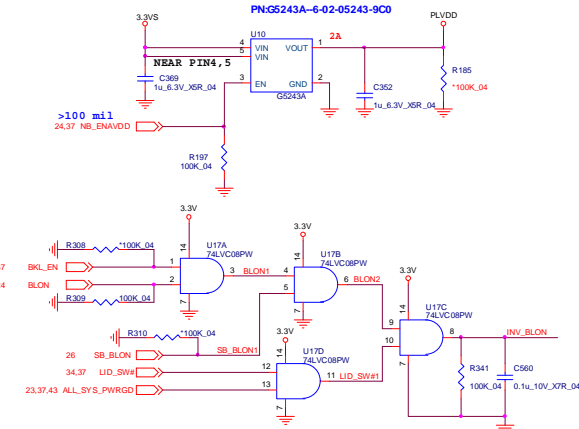 PN:G5243A--6-02-05243-9C0
3.3VS
U10
PLVDD
4 VIN VOUT 1 2A
5 VIN
NEAR PIN4,5
R185
*100K_04
C369
1u_6.3V_X5R_04
3 EN GND 2
G5243A
C352
1u_6.3V_X5R_04
>100 mil
24,37 NB_ENAVDD
R197
100K_04
3.3V
3.3V
R308 *100K_04
14
U17A
74LVC08PW
14
U17B
74LVC08PW
3.3V
7 BKL_EN
1
3 BLON1 4
6 BLON2
4 BLON
2
5
14
U17C
74LVC08PW
R309 100K_04
7
7
R310 *100K_04
3.3V
9
8 INV_BLON
26 SB_BLON
SB_BLON1
14
U17D
74LVC08PW
10
34,37 LID_SW#
12
11 LID_SW#1
R341
100K_04
C560
0.1u_10V_X7R_04
23,37,43 ALL_SYS_PWRGD
13
7
7